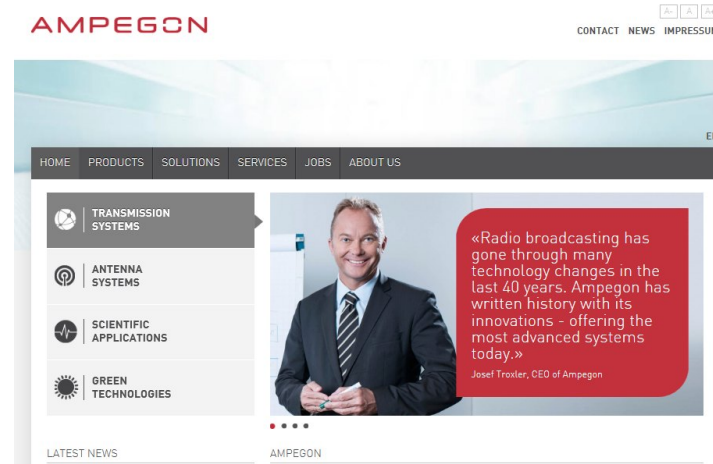 A- A A+
AMPEGON
CONTACT NEWS IMPRESSUM
HOME PRODUCTS SOLUTIONS SERVICES JOBS ABOUT US
TRANSMISSION
SYSTEMS
ANTENNA
SYSTEMS
SCIENTIFIC
APPLICATIONS
GREEN
TECHNOLOGIES
«Radio broadcasting has
gone through many
technology changes in the
last 40 years. Ampegon has
written history with its
innovations - offering the
most advanced systems
today.»
Josef Troxler, CEO of Ampegon
LATEST NEWS
AMPEGON